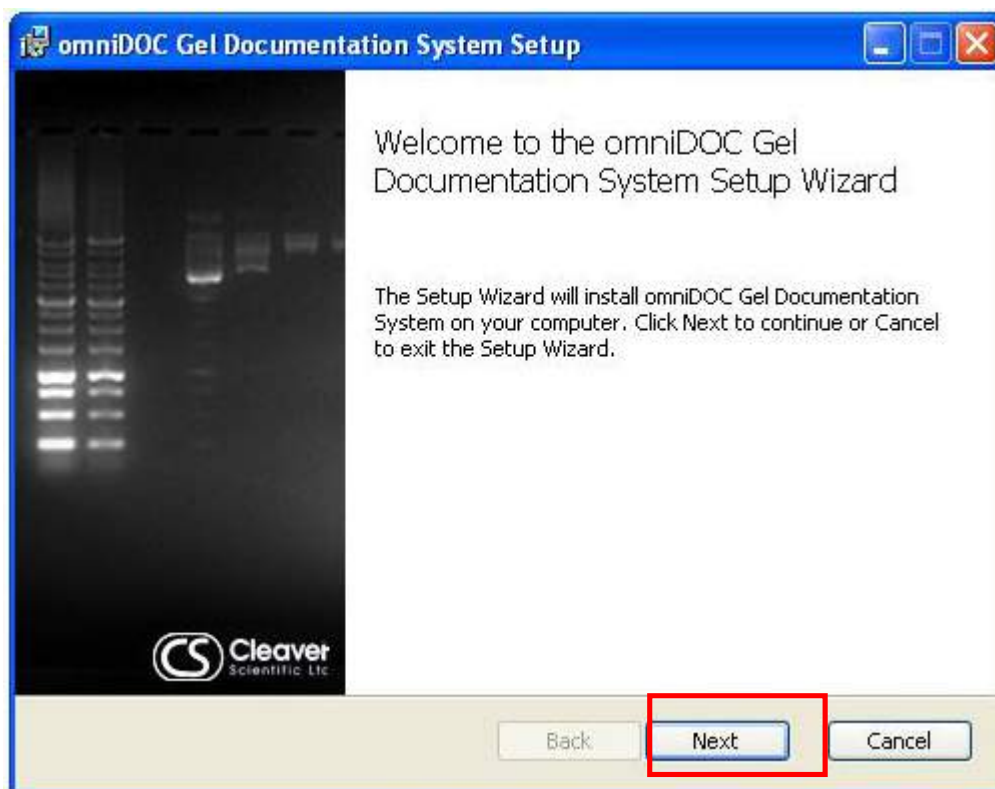 omniDOC Gel Documentation System Setup
Welcome to the omniDOC Gel
Documentation System Setup Wizard
The Setup Wizard will install omniDOC Gel Documentation
System on your computer. Click Next to continue or Cancel
to exit the Setup Wizard.
CS Cleaver
Scientific Ltd
Back Next Cancel